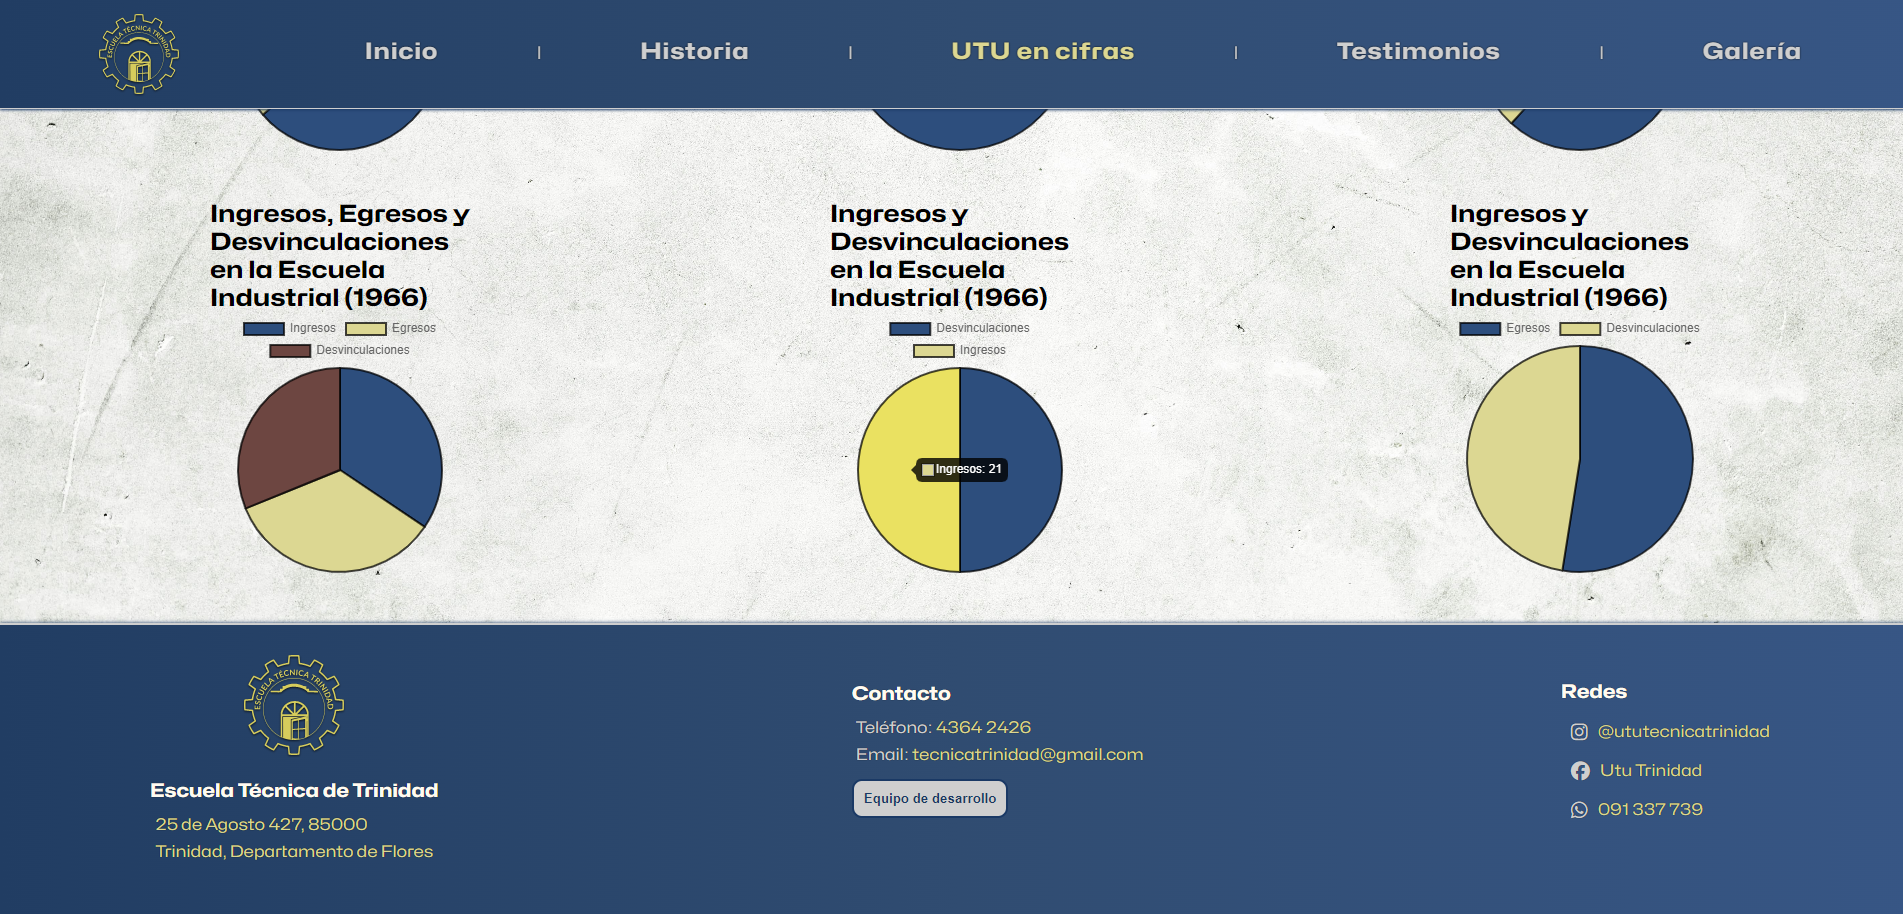 ESCUELA TÉCNICA TRINIDAD
Inicio | Historia | UTU en cifras | Testimonios | Galería
Ingresos, Egresos y
Desvinculaciones
en la Escuela
Industrial (1966)
Ingresos Egresos
Desvinculaciones
Ingresos y
Desvinculaciones
en la Escuela
Industrial (1966)
Desvinculaciones
Ingresos
Ingresos: 21
Ingresos y
Desvinculaciones
en la Escuela
Industrial (1966)
Egresos Desvinculaciones
ESCUELA TÉCNICA TRINIDAD
Escuela Técnica de Trinidad
25 de Agosto 427, 85000
Trinidad, Departamento de Flores
Contacto
Teléfono: 4364 2426
Email: tecnicatrinidad@gmail.com
Equipo de desarrollo
Redes
@ututecnicatrinidad
Utu Trinidad
091 337 739